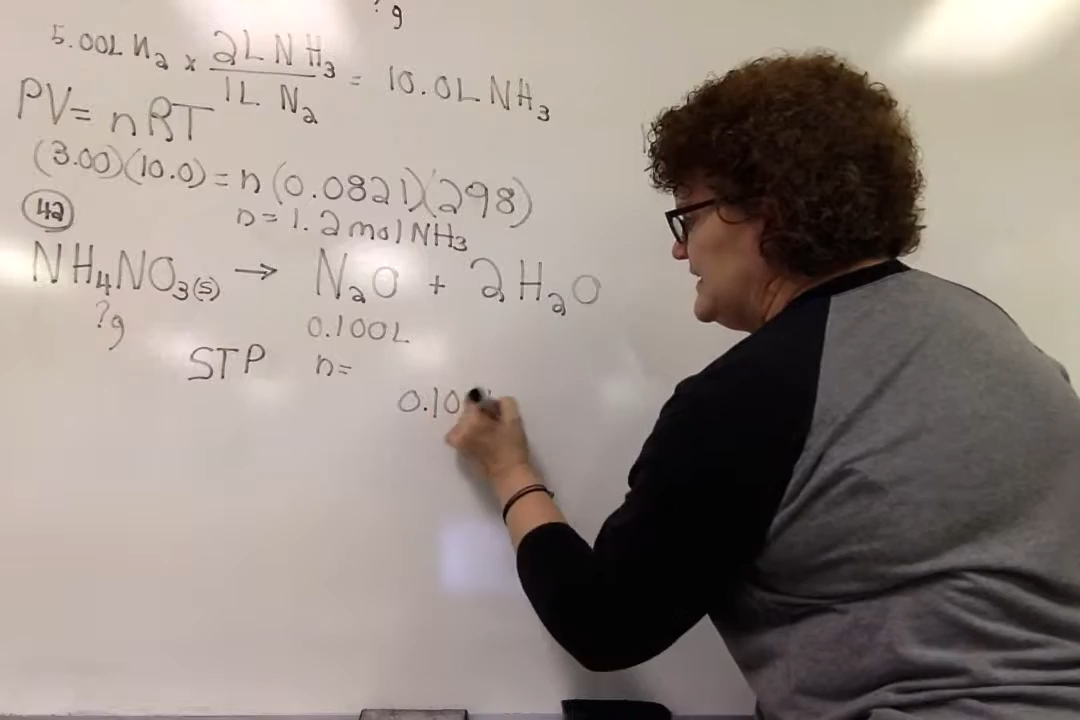 ? g
5.00L N₂ x 2L NH₃ / 1L N₂ = 10.0L NH₃
PV = nRT
(3.00)(10.0) = n (0.0821)(298)
n = 1.2 mol NH₃
42
NH₄NO₃(s) → N₂O + 2H₂O
?g 0.100L
STP n=
0.10